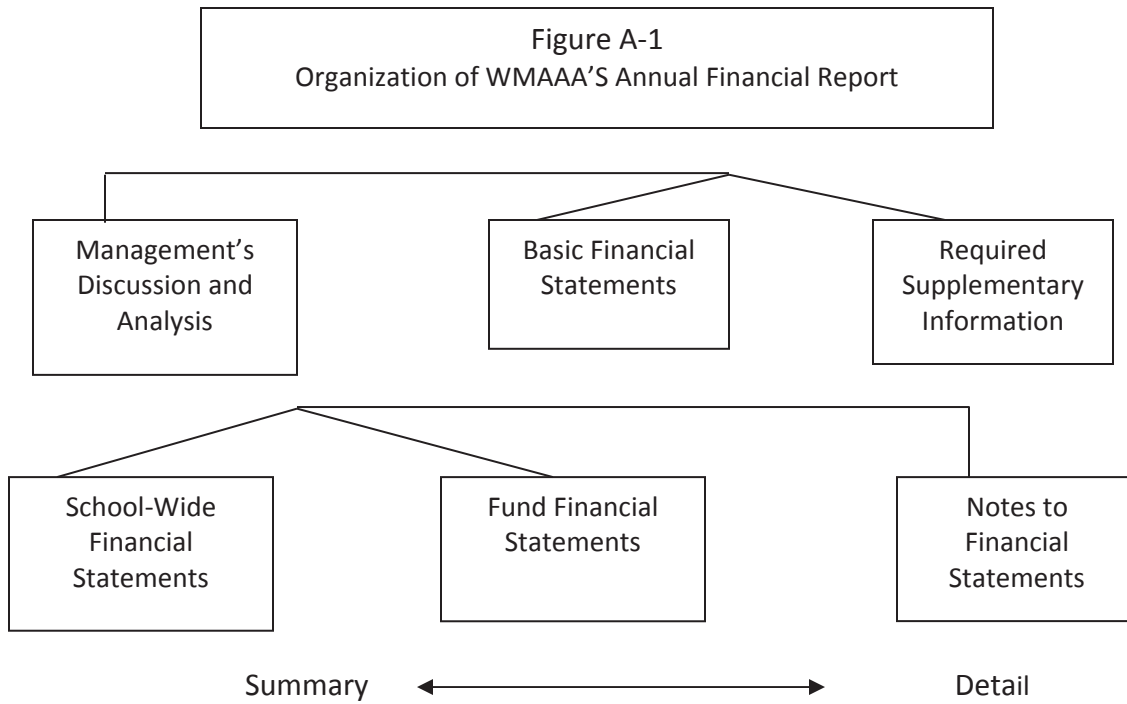 Figure A-1
Organization of WMAAA’S Annual Financial Report
Management’s
Discussion and
Analysis
Basic Financial
Statements
Required
Supplementary
Information
School-Wide
Financial
Statements
Fund Financial
Statements
Notes to
Financial
Statements
Summary
Detail